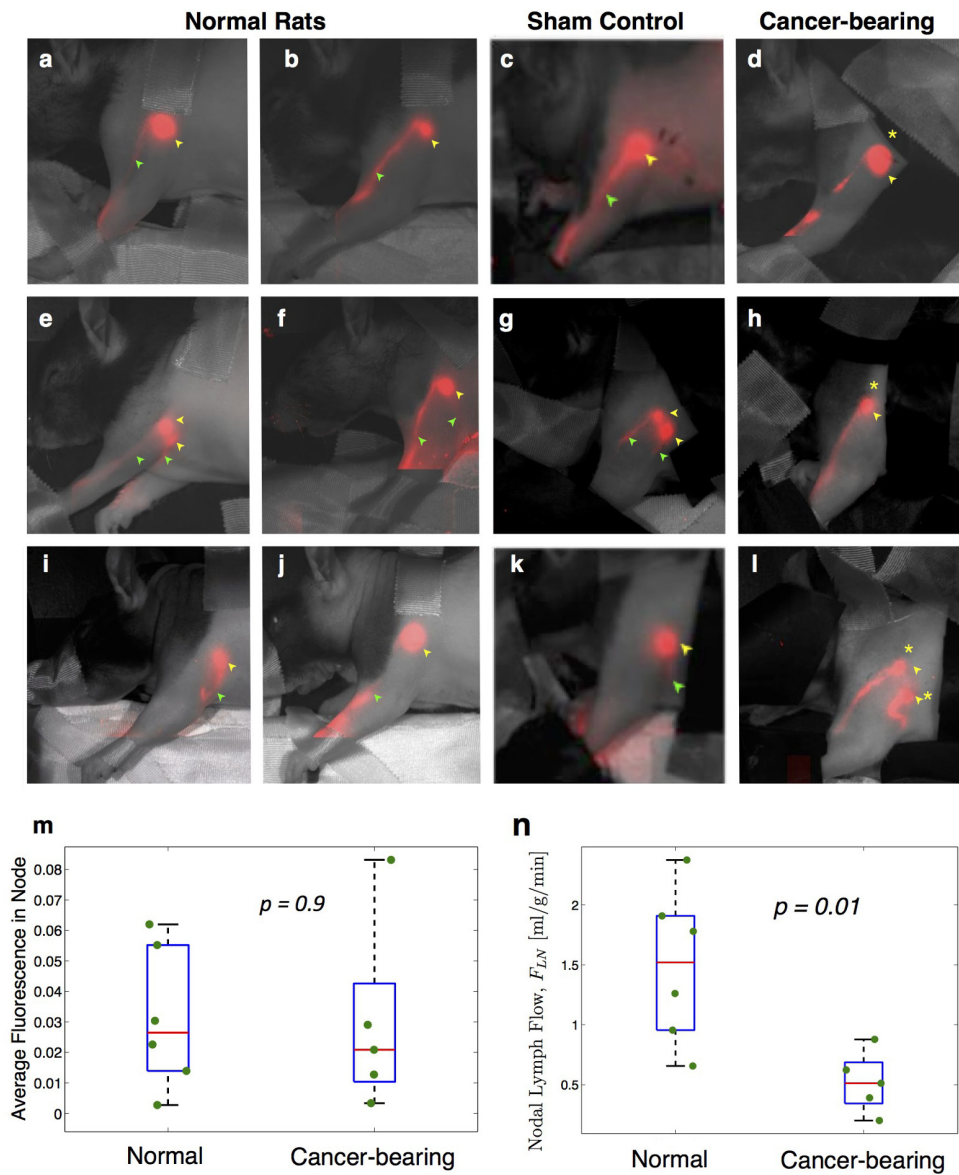 Normal Rats Sham Control Cancer-bearing
a b c d
e f g h
i j k l
m
Average Fluorescence in Node
0.08
0.07
0.06
0.05
0.04
0.03
0.02
0.01
0
p = 0.9
Normal Cancer-bearing
n
Nodal Lymph Flow, F_LN [ml/g/min]
2
1.5
1
0.5
p = 0.01
Normal Cancer-bearing